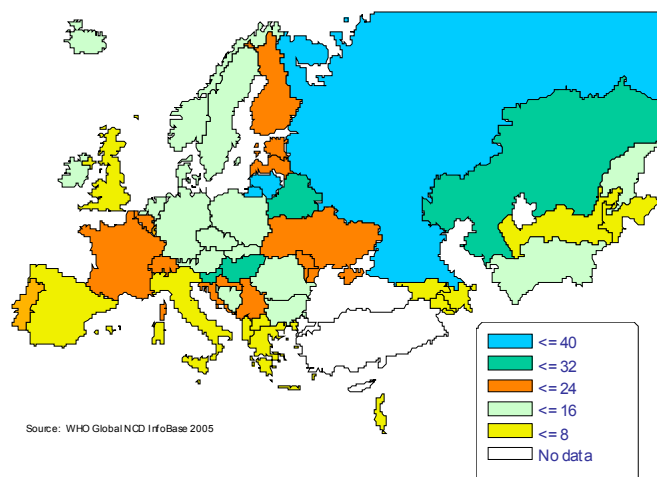 <= 40
<= 32
<= 24
<= 16
<= 8
No data
Source: WHO Global NCD InfoBase 2005